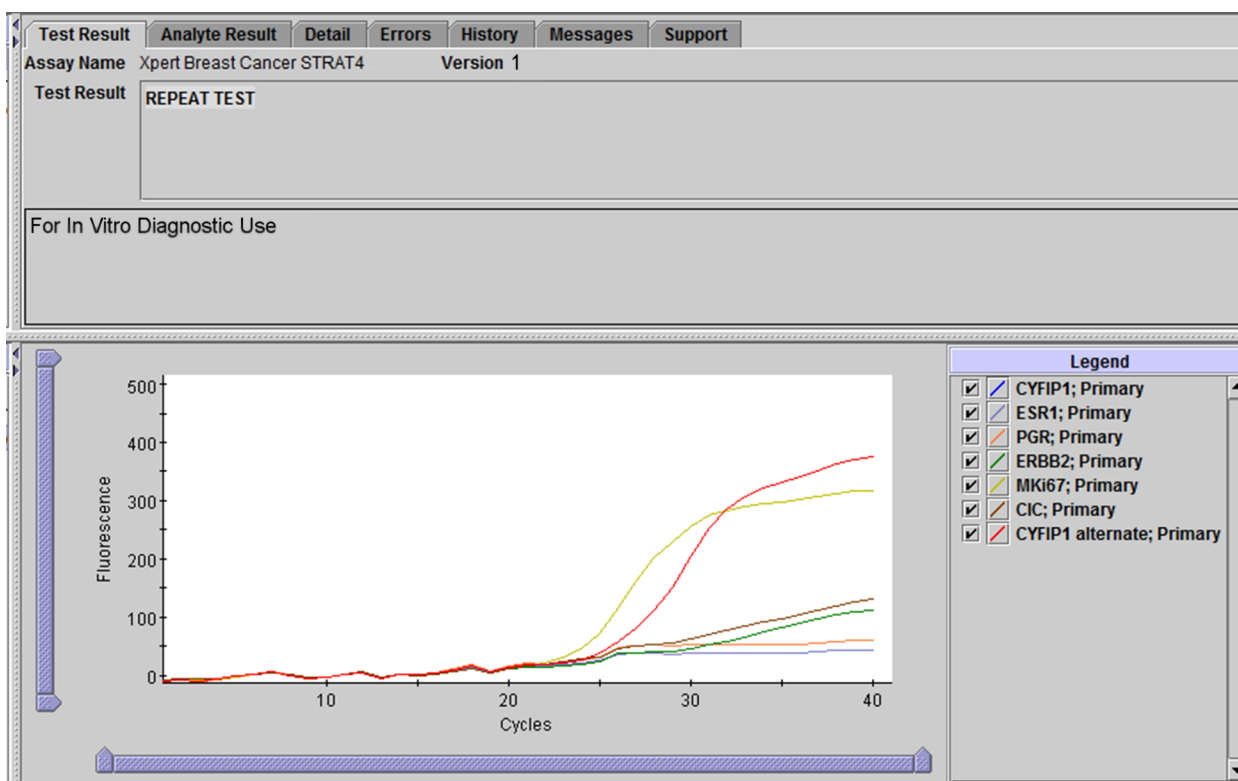 Test Result Analyte Result Detail Errors History Messages Support
Assay Name Xpert Breast Cancer STRAT4 Version 1
Test Result REPEAT TEST
For In Vitro Diagnostic Use
500
400
300
200
100
0
Fluorescence
10 20 30 40
Cycles
Legend
CYFIP1; Primary
ESR1; Primary
PGR; Primary
ERBB2; Primary
MKi67; Primary
CIC; Primary
CYFIP1 alternate; Primary